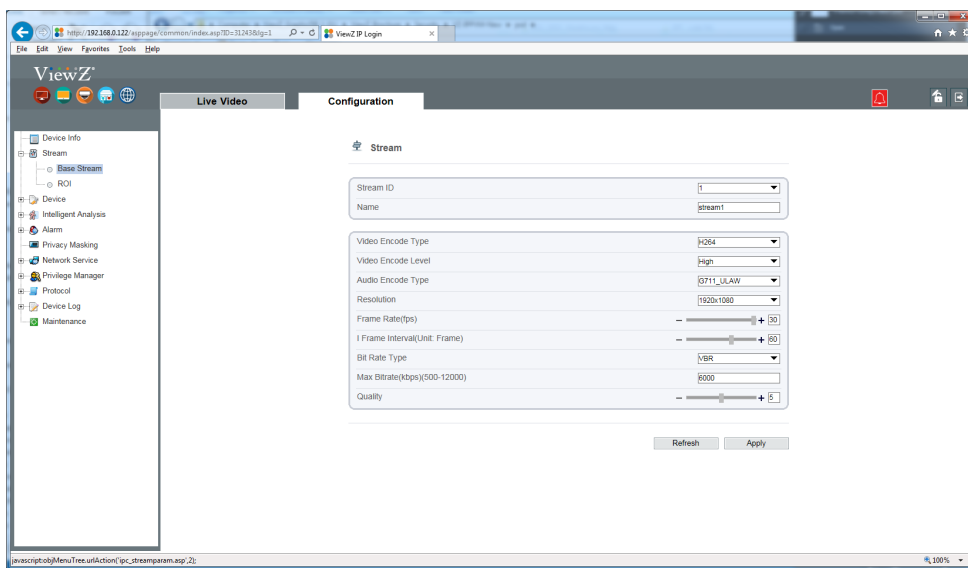 http://192.168.0.122/asppage/common/index.asp?ID=31243&lg=1
ViewZ IP Login
File Edit View Favorites Tools Help
ViewZ
Live Video
Configuration
Device Info
Stream
Base Stream
ROI
Device
Intelligent Analysis
Alarm
Privacy Masking
Network Service
Privilege Manager
Protocol
Device Log
Maintenance
Stream
Stream ID 1
Name stream1
Video Encode Type H264
Video Encode Level High
Audio Encode Type G711_ULAW
Resolution 1920x1080
Frame Rate(fps) − + 30
I Frame Interval(Unit: Frame) − + 60
Bit Rate Type VBR
Max Bitrate(kbps)(500-12000) 6000
Quality − + 5
Refresh Apply
javascript:objMenuTree.urlAction('ipc_streamparam.asp',2);
100%